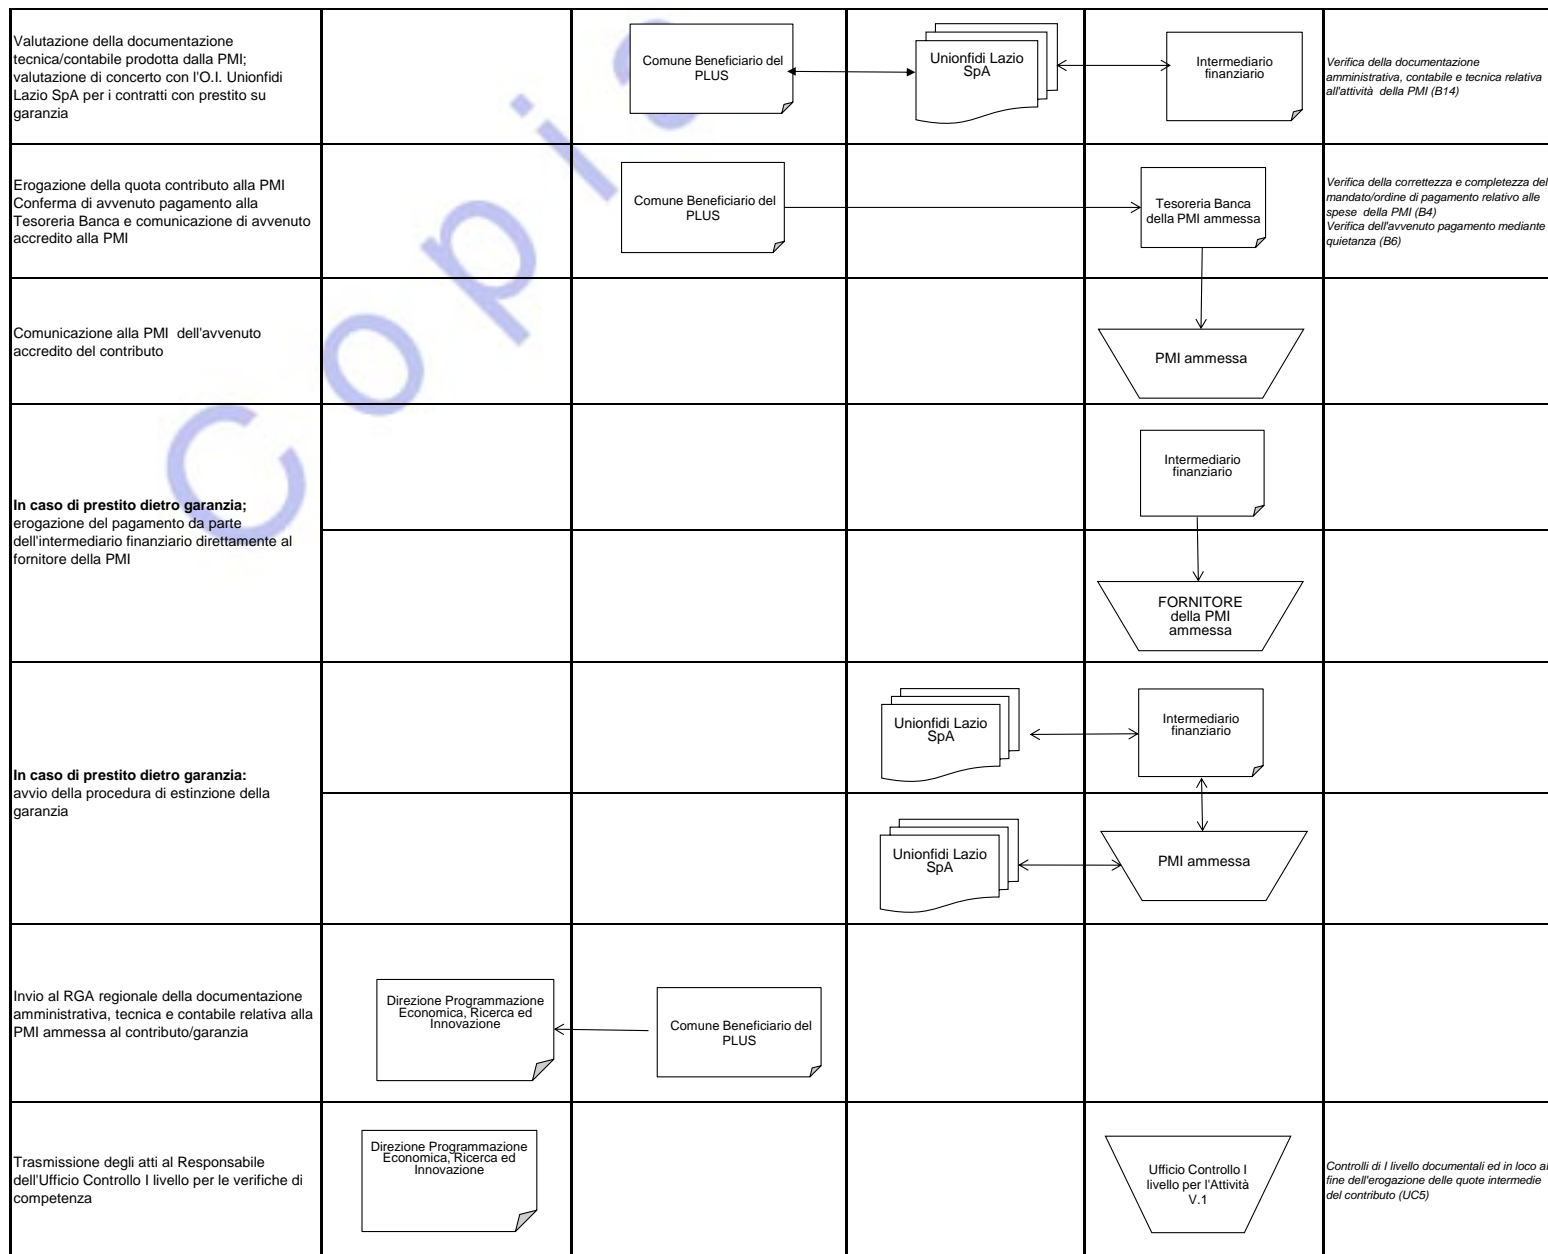 Valutazione della documentazione
tecnica/contabile prodotta dalla PMI;
valutazione di concerto con l'O.I. Unionfidi
Lazio SpA per i contratti con prestito su
garanzia
Comune Beneficiario del
PLUS
Unionfidi Lazio
SpA
Intermediario
finanziario
Verifica della documentazione
amministrativa, contabile e tecnica relativa
all'attività  della PMI (B14)
Erogazione della quota contributo alla PMI
Conferma di avvenuto pagamento alla
Tesoreria Banca e comunicazione di avvenuto
accredito alla PMI
Comune Beneficiario del
PLUS
Tesoreria Banca
della PMI ammessa
Verifica della correttezza e completezza del
mandato/ordine di pagamento relativo alle
spese  della PMI (B4)
Verifica dell'avvenuto pagamento mediante
quietanza (B6)
Comunicazione alla PMI  dell'avvenuto
accredito del contributo
PMI ammessa
In caso di prestito dietro garanzia;
erogazione del pagamento da parte
dell'intermediario finanziario direttamente al
fornitore della PMI
Intermediario
finanziario
FORNITORE
della PMI
ammessa
In caso di prestito dietro garanzia:
avvio della procedura di estinzione della
garanzia
Unionfidi Lazio
SpA
Intermediario
finanziario
Unionfidi Lazio
SpA
PMI ammessa
Invio al RGA regionale della documentazione
amministrativa, tecnica e contabile relativa alla
PMI ammessa al contributo/garanzia
Direzione Programmazione
Economica, Ricerca ed
Innovazione
Comune Beneficiario del
PLUS
Trasmissione degli atti al Responsabile
dell'Ufficio Controllo I livello per le verifiche di
competenza
Direzione Programmazione
Economica, Ricerca ed
Innovazione
Ufficio Controllo I
livello per l'Attività
V.1
Controlli di I livello documentali ed in loco al
fine dell'erogazione delle quote intermedie
del contributo (UC5)
Copia